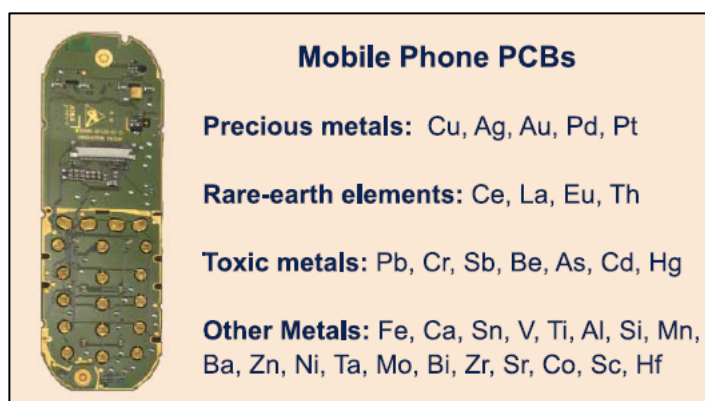 Mobile Phone PCBs
Precious metals: Cu, Ag, Au, Pd, Pt
Rare-earth elements: Ce, La, Eu, Th
Toxic metals: Pb, Cr, Sb, Be, As, Cd, Hg
Other Metals: Fe, Ca, Sn, V, Ti, Al, Si, Mn,
Ba, Zn, Ni, Ta, Mo, Bi, Zr, Sr, Co, Sc, Hf